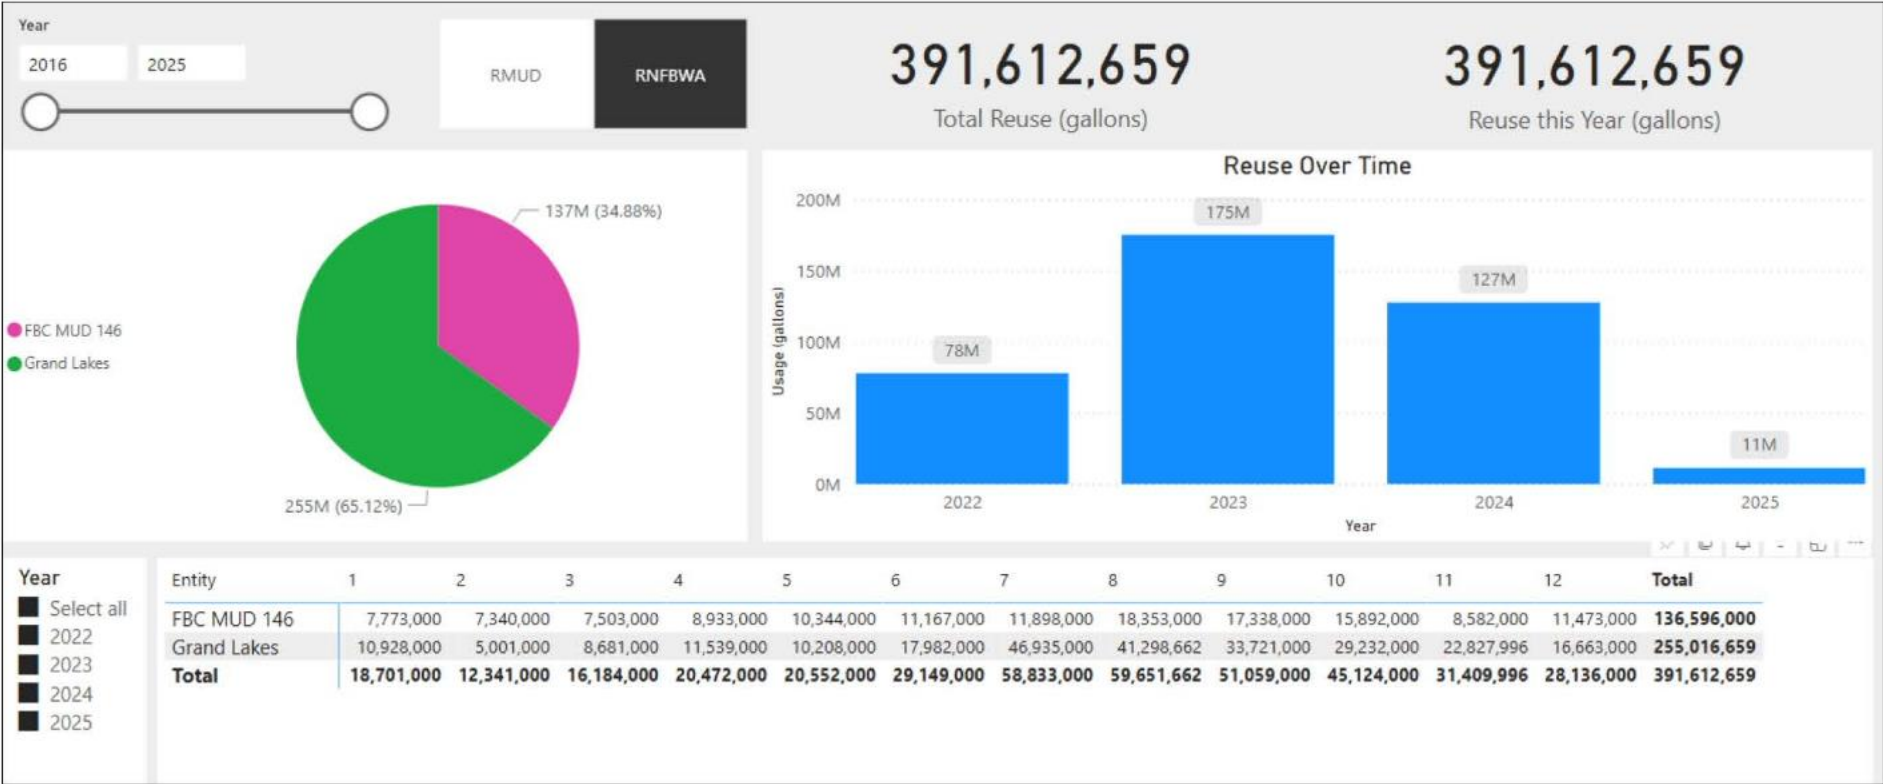 Year
2016 2025
RMUD RNFBWA
391,612,659
Total Reuse (gallons)
391,612,659
Reuse this Year (gallons)
137M (34.88%)
FBC MUD 146
Grand Lakes
255M (65.12%)
Reuse Over Time
Usage (gallons)
200M
150M
100M
50M
0M
78M
175M
127M
11M
2022 2023 2024 2025
Year
Year
Select all
2022
2023
2024
2025
Entity 1 2 3 4 5 6 7 8 9 10 11 12 Total
FBC MUD 146 7,773,000 7,340,000 7,503,000 8,933,000 10,344,000 11,167,000 11,898,000 18,353,000 17,338,000 15,892,000 8,582,000 11,473,000 136,596,000
Grand Lakes 10,928,000 5,001,000 8,681,000 11,539,000 10,208,000 17,982,000 46,935,000 41,298,662 33,721,000 29,232,000 22,827,996 16,663,000 255,016,659
Total 18,701,000 12,341,000 16,184,000 20,472,000 20,552,000 29,149,000 58,833,000 59,651,662 51,059,000 45,124,000 31,409,996 28,136,000 391,612,659